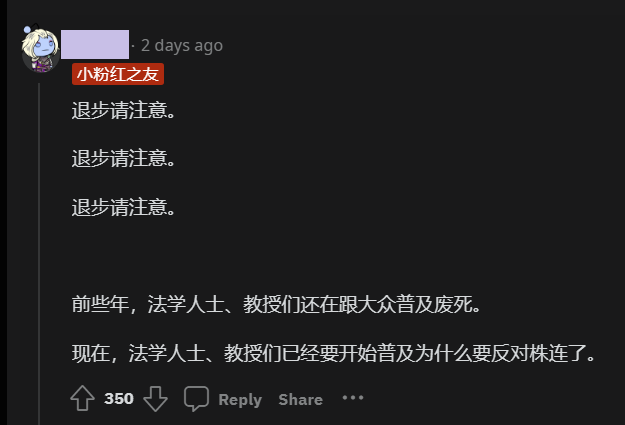 · 2 days ago
小粉红之友
退步请注意。
退步请注意。
退步请注意。
前些年，法学人士、教授们还在跟大众普及废死。
现在，法学人士、教授们已经要开始普及为什么要反对株连了。
350 Reply Share ···